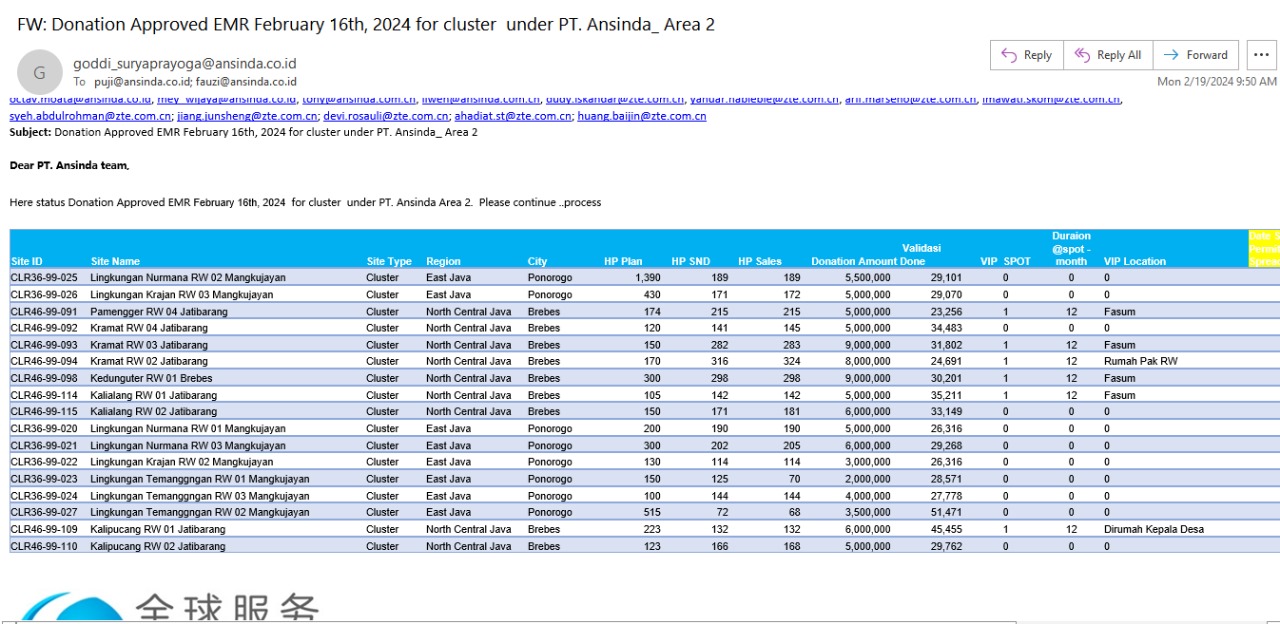 FW: Donation Approved EMR February 16th, 2024 for cluster under PT. Ansinda_ Area 2
G
goddi_suryaprayoga@ansinda.co.id
To puji@ansinda.co.id; fauzi@ansinda.co.id
Reply Reply All Forward ...
Mon 2/19/2024 9:50 AM
octav.moata@ansinda.co.id; mey_wijaya@ansinda.co.id; tony@ansinda.com.cn; liwen@ansinda.com.cn; dudy.iskandar@zte.com.cn; yanuar.habiebie@zte.com.cn; arif.marseno@zte.com.cn; imawati.skom@zte.com.cn;
syeh.abdulrohman@zte.com.cn; jiang.junsheng@zte.com.cn; devi.rosauli@zte.com.cn; ahadiat.st@zte.com.cn; huang.baijin@zte.com.cn
Subject: Donation Approved EMR February 16th, 2024 for cluster under PT. Ansinda_ Area 2
Dear PT. Ansinda team,
Here status Donation Approved EMR February 16th, 2024 for cluster under PT. Ansinda Area 2. Please continue ..process
Site ID Site Name Site Type Region City HP Plan HP SND HP Sales Donation Amount Validasi Done VIP SPOT Duraion @spot - month VIP Location
CLR36-99-025 Lingkungan Nurmana RW 02 Mangkujayan Cluster East Java Ponorogo 1,390 189 189 5,500,000 29,101 0 0 0
CLR36-99-026 Lingkungan Krajan RW 03 Mangkujayan Cluster East Java Ponorogo 430 171 172 5,000,000 29,070 0 0 0
CLR46-99-091 Pamengger RW 04 Jatibarang Cluster North Central Java Brebes 174 215 215 5,000,000 23,256 1 12 Fasum
CLR46-99-092 Kramat RW 04 Jatibarang Cluster North Central Java Brebes 120 141 145 5,000,000 34,483 0 0 0
CLR46-99-093 Kramat RW 03 Jatibarang Cluster North Central Java Brebes 150 282 283 9,000,000 31,802 1 12 Fasum
CLR46-99-094 Kramat RW 02 Jatibarang Cluster North Central Java Brebes 170 316 324 8,000,000 24,691 1 12 Rumah Pak RW
CLR46-99-098 Kedunguter RW 01 Brebes Cluster North Central Java Brebes 300 298 298 9,000,000 30,201 1 12 Fasum
CLR46-99-114 Kalialang RW 01 Jatibarang Cluster North Central Java Brebes 105 142 142 5,000,000 35,211 1 12 Fasum
CLR46-99-115 Kalialang RW 02 Jatibarang Cluster North Central Java Brebes 150 171 181 6,000,000 33,149 0 0 0
CLR36-99-020 Lingkungan Nurmana RW 01 Mangkujayan Cluster East Java Ponorogo 200 190 190 5,000,000 26,316 0 0 0
CLR36-99-021 Lingkungan Nurmana RW 03 Mangkujayan Cluster East Java Ponorogo 300 202 205 6,000,000 29,268 0 0 0
CLR36-99-022 Lingkungan Krajan RW 02 Mangkujayan Cluster East Java Ponorogo 130 114 114 3,000,000 26,316 0 0 0
CLR36-99-023 Lingkungan Temanggngan RW 01 Mangkujayan Cluster East Java Ponorogo 150 125 70 2,000,000 28,571 0 0 0
CLR36-99-024 Lingkungan Temanggngan RW 03 Mangkujayan Cluster East Java Ponorogo 100 144 144 4,000,000 27,778 0 0 0
CLR36-99-027 Lingkungan Temanggngan RW 02 Mangkujayan Cluster East Java Ponorogo 515 72 68 3,500,000 51,471 0 0 0
CLR46-99-109 Kalipucang RW 01 Jatibarang Cluster North Central Java Brebes 223 132 132 6,000,000 45,455 1 12 Dirumah Kepala Desa
CLR46-99-110 Kalipucang RW 02 Jatibarang Cluster North Central Java Brebes 123 166 168 5,000,000 29,762 0 0 0
全球服务